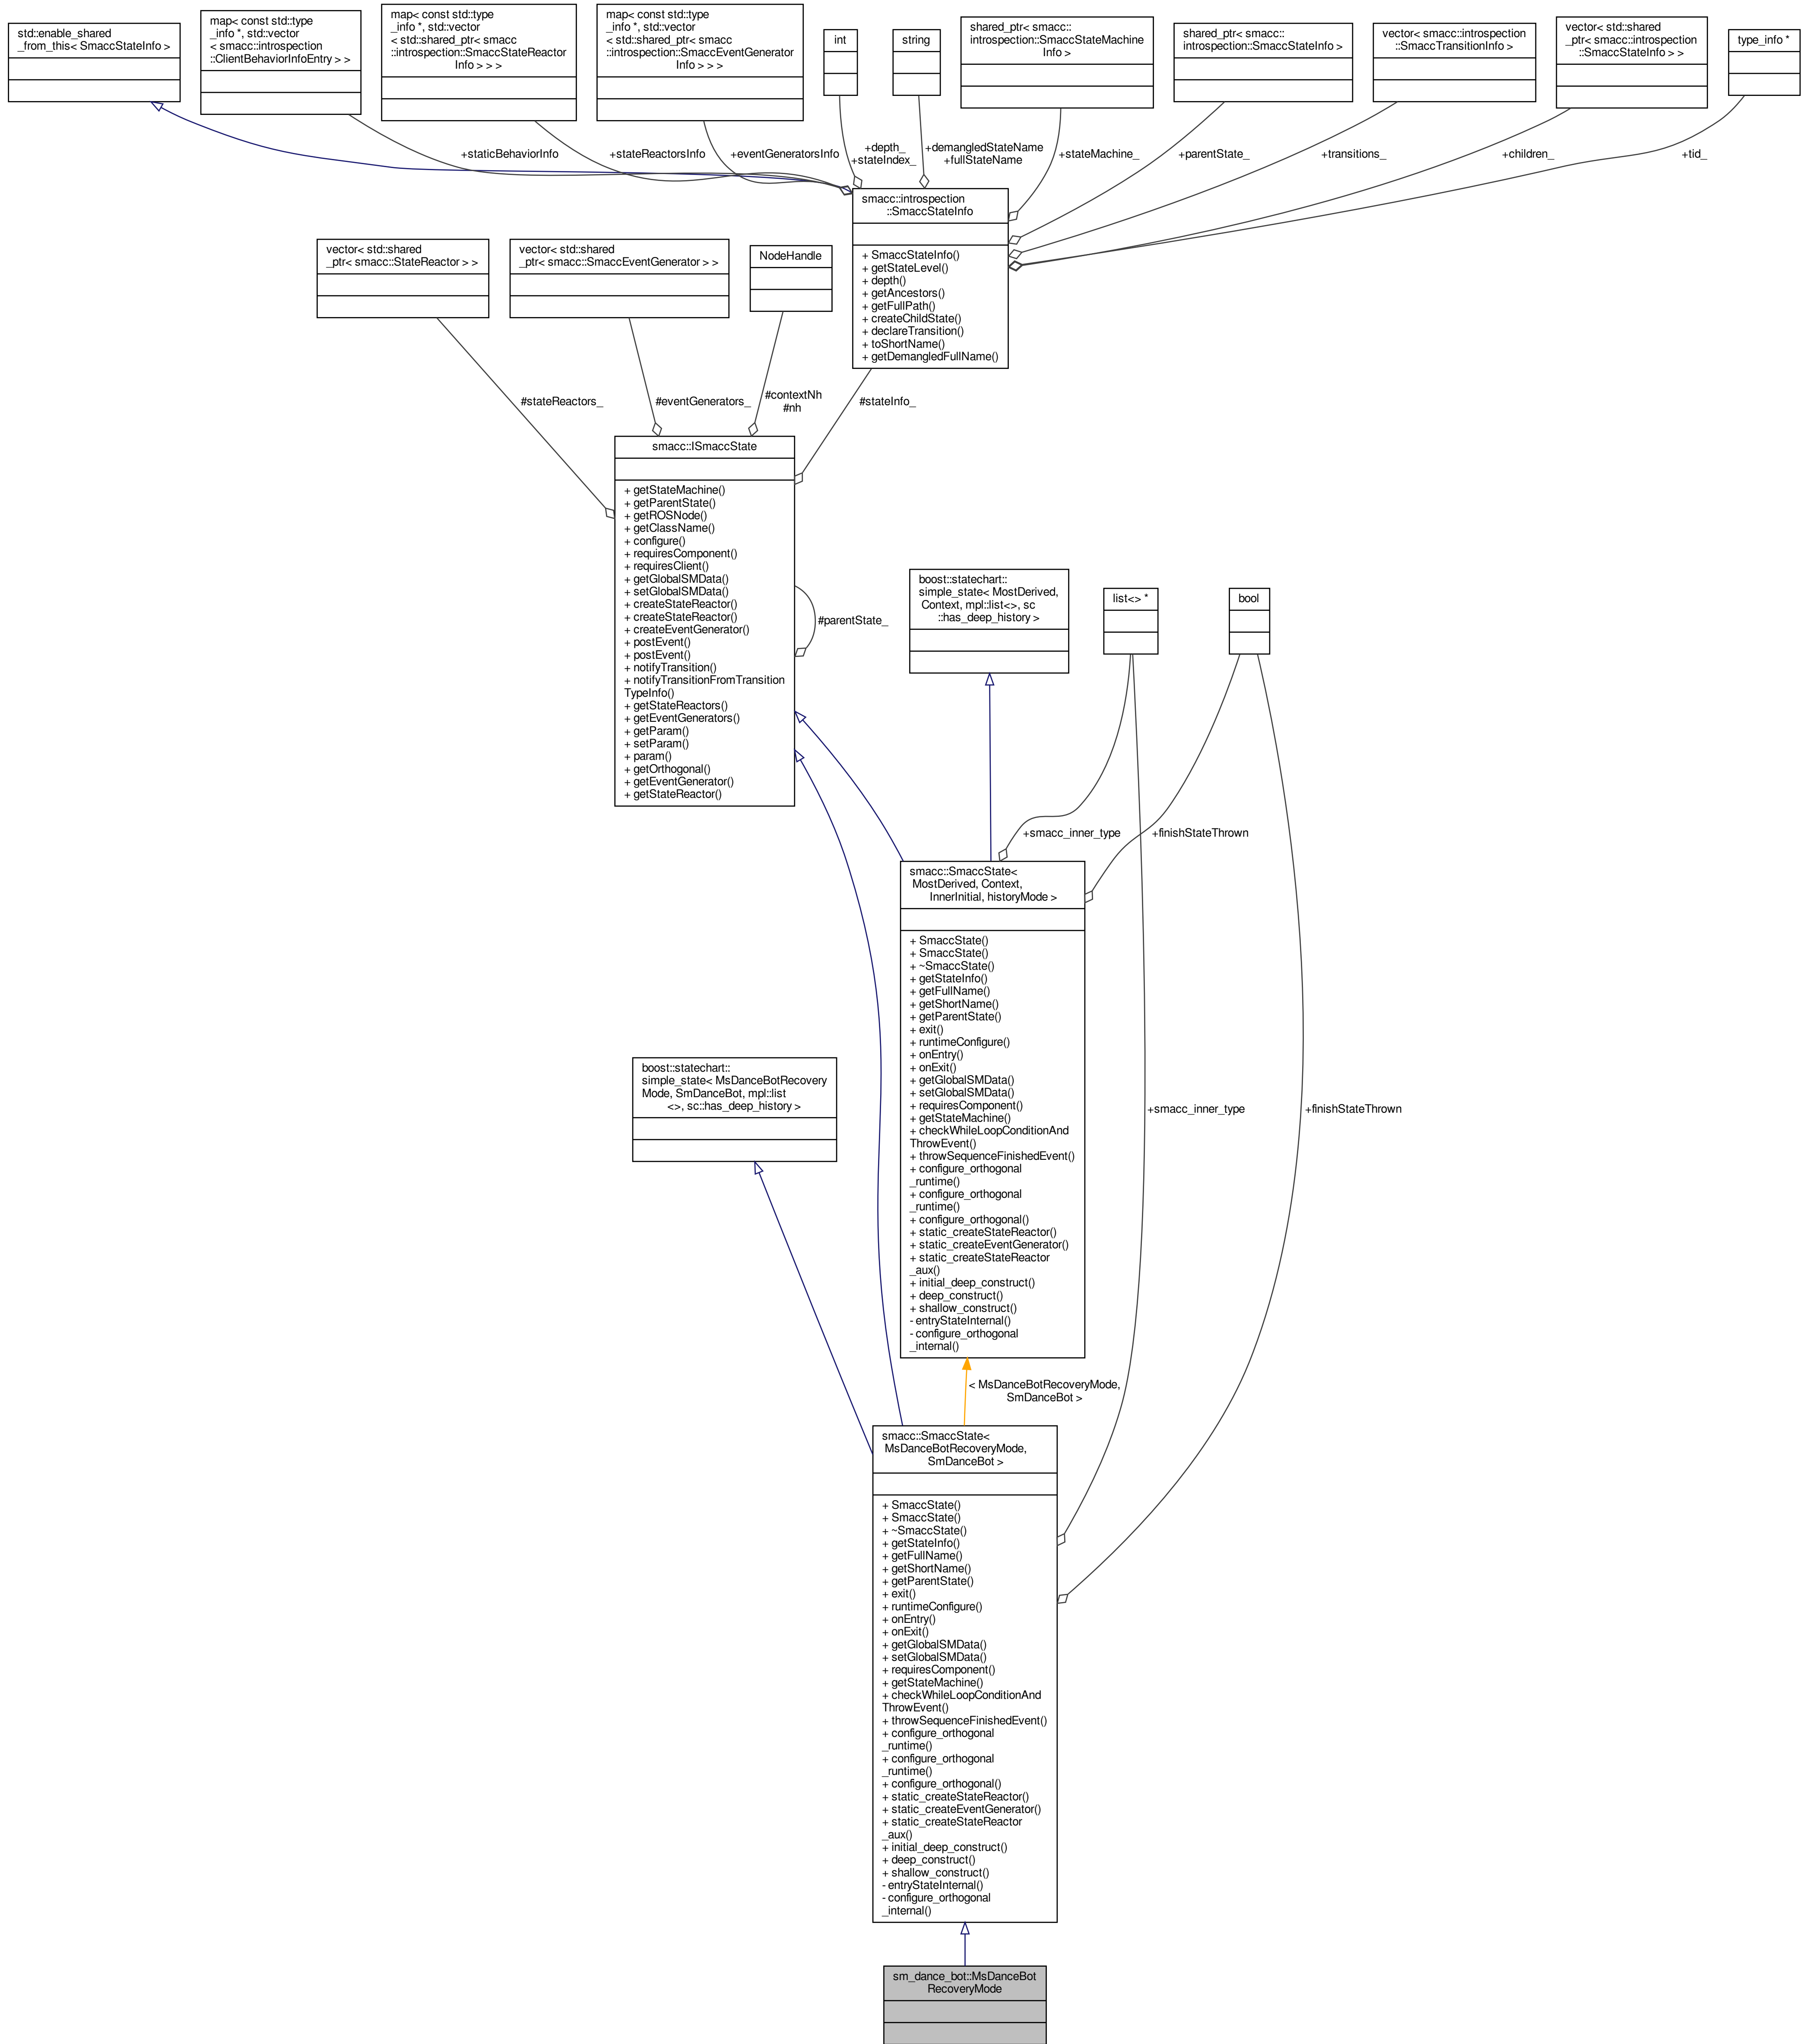 std::enable_shared
_from_this< SmaccStateInfo >
map< const std::type
_info *, std::vector
< smacc::introspection
::ClientBehaviorInfoEntry > >
map< const std::type
_info *, std::vector
< std::shared_ptr< smacc
::introspection::SmaccStateReactor
Info > > >
map< const std::type
_info *, std::vector
< std::shared_ptr< smacc
::introspection::SmaccEventGenerator
Info > > >
int
string
shared_ptr< smacc::
introspection::SmaccStateMachine
Info >
shared_ptr< smacc::
introspection::SmaccStateInfo >
vector< smacc::introspection
::SmaccTransitionInfo >
vector< std::shared
_ptr< smacc::introspection
::SmaccStateInfo > >
type_info *
+staticBehaviorInfo
+stateReactorsInfo
+eventGeneratorsInfo
+depth_
+stateIndex_
+demangledStateName
+fullStateName
+stateMachine_
+parentState_
+transitions_
+children_
+tid_
smacc::introspection
::SmaccStateInfo
+ SmaccStateInfo()
+ getStateLevel()
+ depth()
+ getAncestors()
+ getFullPath()
+ createChildState()
+ declareTransition()
+ toShortName()
+ getDemangledFullName()
vector< std::shared
_ptr< smacc::StateReactor > >
vector< std::shared
_ptr< smacc::SmaccEventGenerator > >
NodeHandle
#stateReactors_
#eventGenerators_
#contextNh
#nh
#stateInfo_
smacc::ISmaccState
+ getStateMachine()
+ getParentState()
+ getROSNode()
+ getClassName()
+ configure()
+ requiresComponent()
+ requiresClient()
+ getGlobalSMData()
+ setGlobalSMData()
+ createStateReactor()
+ createStateReactor()
+ createEventGenerator()
+ postEvent()
+ postEvent()
+ notifyTransition()
+ notifyTransitionFromTransition
TypeInfo()
+ getStateReactors()
+ getEventGenerators()
+ getParam()
+ setParam()
+ param()
+ getOrthogonal()
+ getEventGenerator()
+ getStateReactor()
#parentState_
boost::statechart::
simple_state< MostDerived,
Context, mpl::list<>, sc
::has_deep_history >
list<> *
bool
+smacc_inner_type
+finishStateThrown
smacc::SmaccState<
MostDerived, Context,
InnerInitial, historyMode >
+ SmaccState()
+ SmaccState()
+ ~SmaccState()
+ getStateInfo()
+ getFullName()
+ getShortName()
+ getParentState()
+ exit()
+ runtimeConfigure()
+ onEntry()
+ onExit()
+ getGlobalSMData()
+ setGlobalSMData()
+ requiresComponent()
+ getStateMachine()
+ checkWhileLoopConditionAnd
ThrowEvent()
+ throwSequenceFinishedEvent()
+ configure_orthogonal
_runtime()
+ configure_orthogonal
_runtime()
+ configure_orthogonal()
+ static_createStateReactor()
+ static_createEventGenerator()
+ static_createStateReactor
_aux()
+ initial_deep_construct()
+ deep_construct()
+ shallow_construct()
- entryStateInternal()
- configure_orthogonal
_internal()
boost::statechart::
simple_state< MsDanceBotRecovery
Mode, SmDanceBot, mpl::list
<>, sc::has_deep_history >
+smacc_inner_type
+finishStateThrown
< MsDanceBotRecoveryMode,
SmDanceBot >
smacc::SmaccState<
MsDanceBotRecoveryMode,
SmDanceBot >
+ SmaccState()
+ SmaccState()
+ ~SmaccState()
+ getStateInfo()
+ getFullName()
+ getShortName()
+ getParentState()
+ exit()
+ runtimeConfigure()
+ onEntry()
+ onExit()
+ getGlobalSMData()
+ setGlobalSMData()
+ requiresComponent()
+ getStateMachine()
+ checkWhileLoopConditionAnd
ThrowEvent()
+ throwSequenceFinishedEvent()
+ configure_orthogonal
_runtime()
+ configure_orthogonal
_runtime()
+ configure_orthogonal()
+ static_createStateReactor()
+ static_createEventGenerator()
+ static_createStateReactor
_aux()
+ initial_deep_construct()
+ deep_construct()
+ shallow_construct()
- entryStateInternal()
- configure_orthogonal
_internal()
sm_dance_bot::MsDanceBot
RecoveryMode